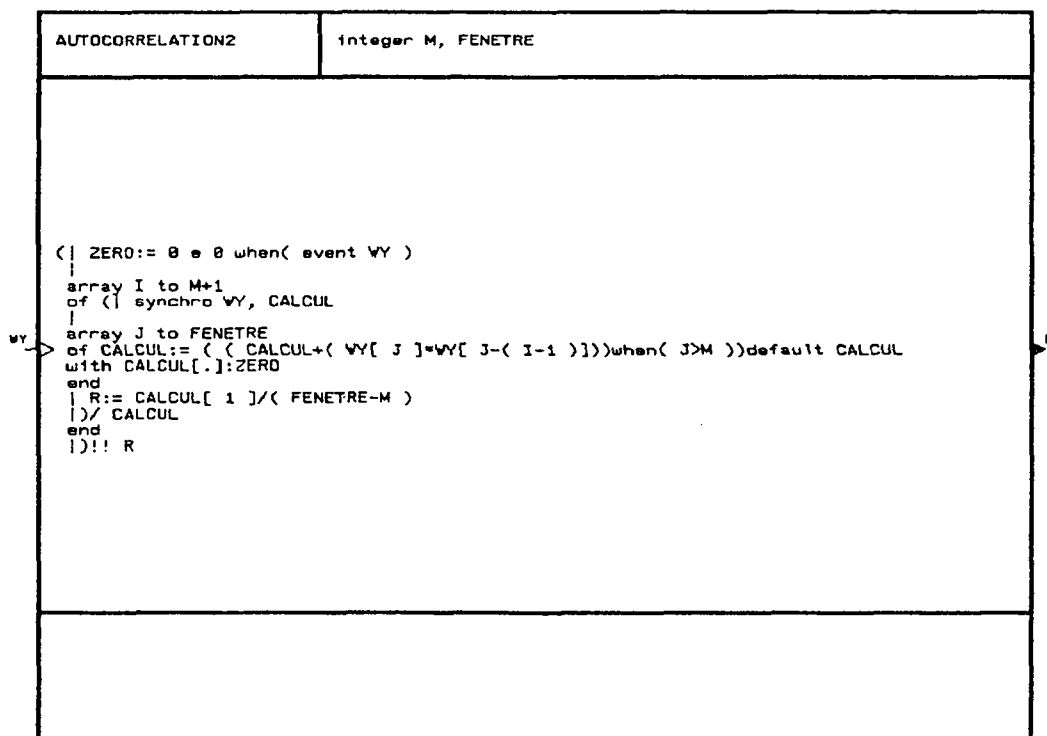 AUTOCORRELATION2
integer M, FENETRE
(| ZERO:= 0 e 0 when( event WY )
|
array I to M+1
of (| synchro WY, CALCUL
|
array J to FENETRE
WY
of CALCUL:= ( ( CALCUL+( WY[ J ]*WY[ J-( I-1 )]))when( J>M ))default CALCUL
with CALCUL[.]:ZERO
end
| R:= CALCUL[ 1 ]/( FENETRE-M )
|)/ CALCUL
end
|)!! R